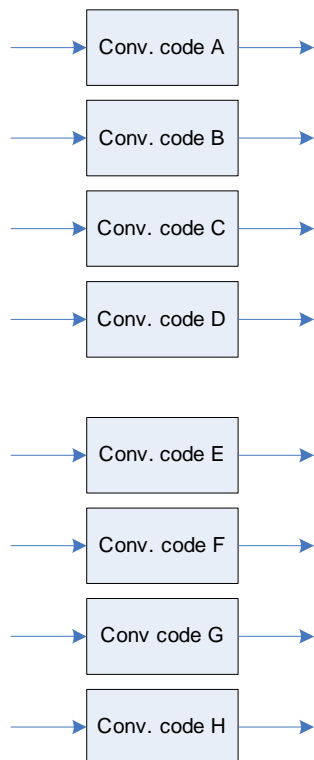 Conv. code A
Conv. code B
Conv. code C
Conv. code D
Conv. code E
Conv. code F
Conv code G
Conv. code H